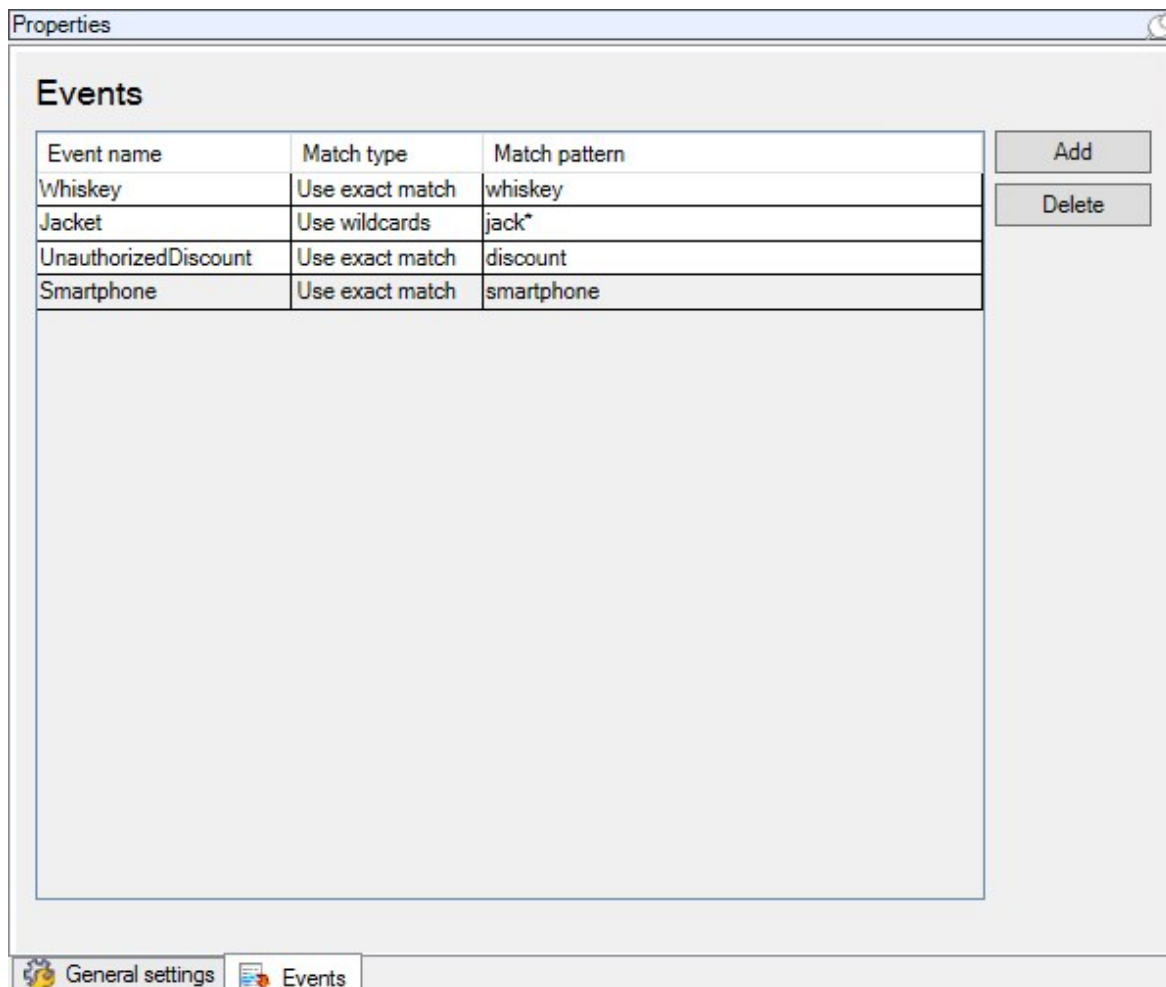 Properties
Events
Event name Match type Match pattern
Add
Whiskey Use exact match whiskey
Delete
Jacket Use wildcards jack*
UnauthorizedDiscount Use exact match discount
Smartphone Use exact match smartphone
General settings Events